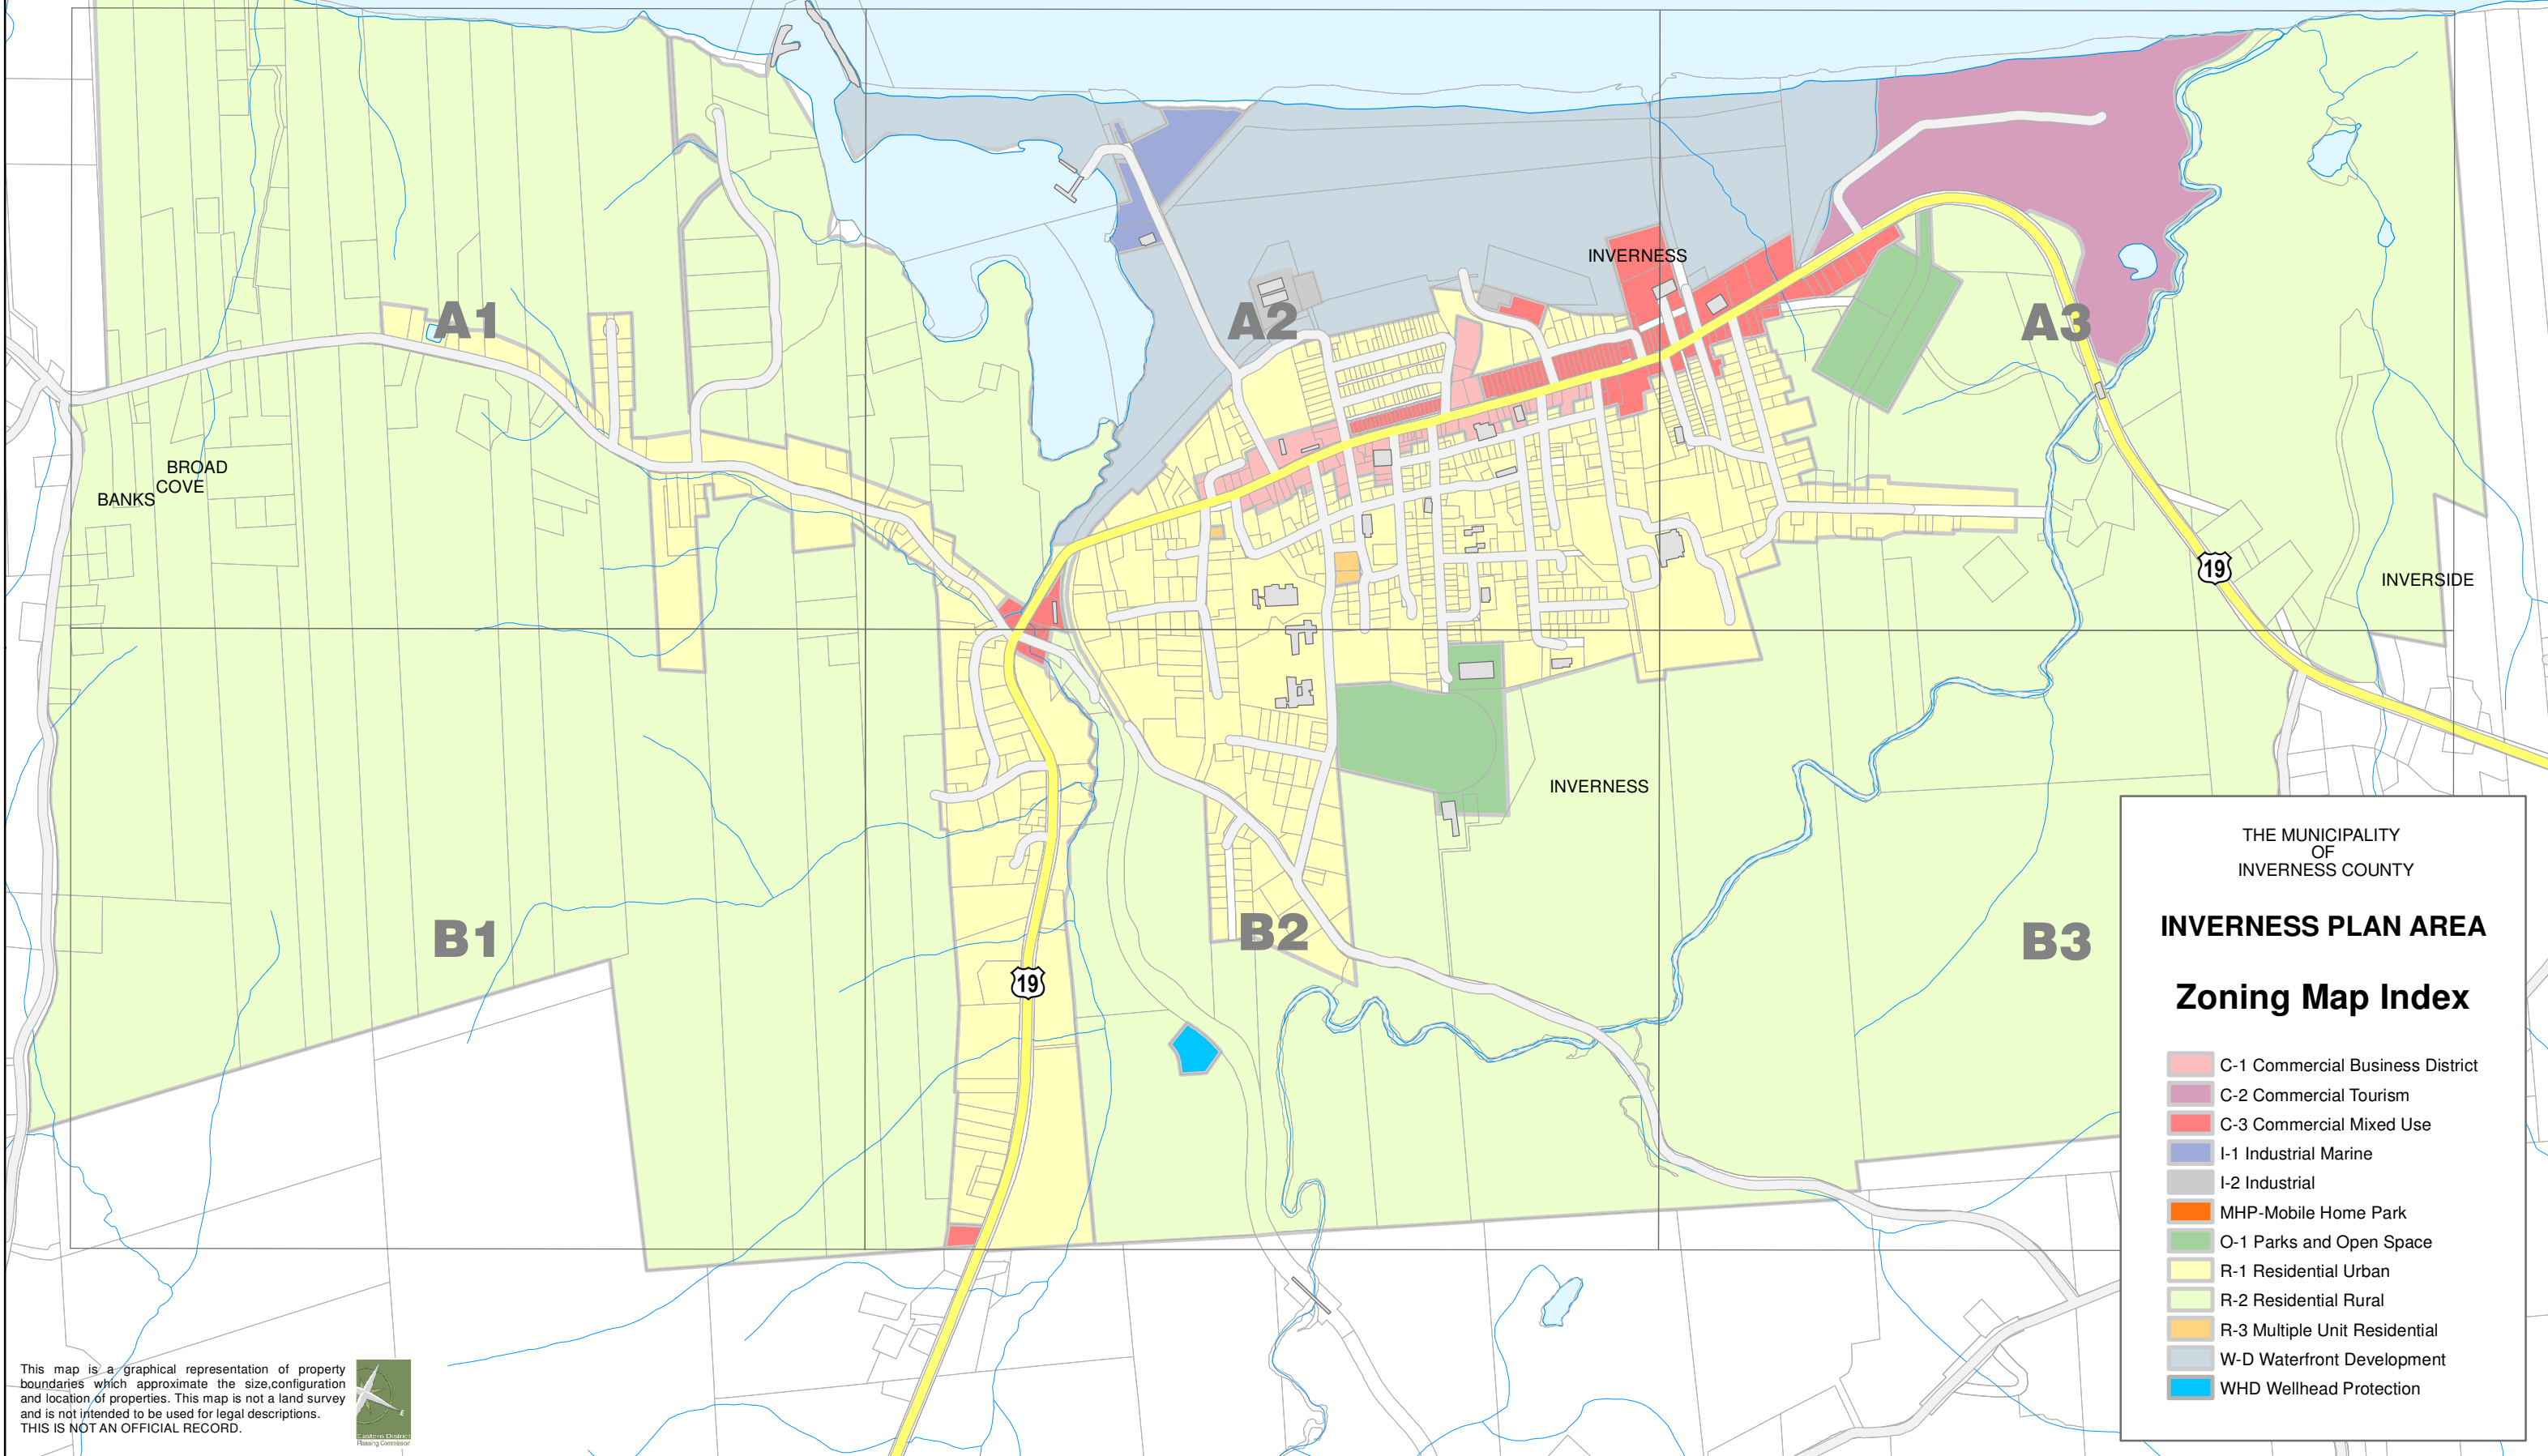 INVERNESS
A1
A2
A3
BROAD
COVE
BANKS
19
INVERSIDE
INVERNESS
B1
B2
B3
19
THE MUNICIPALITY
OF
INVERNESS COUNTY
INVERNESS PLAN AREA
Zoning Map Index
C-1 Commercial Business District
C-2 Commercial Tourism
C-3 Commercial Mixed Use
I-1 Industrial Marine
I-2 Industrial
MHP-Mobile Home Park
O-1 Parks and Open Space
R-1 Residential Urban
R-2 Residential Rural
R-3 Multiple Unit Residential
W-D Waterfront Development
WHD Wellhead Protection
This map is a graphical representation of property
boundaries which approximate the size,configuration
and location of properties. This map is not a land survey
and is not intended to be used for legal descriptions.
THIS IS NOT AN OFFICIAL RECORD.
E
Eastern District
Planning Commission